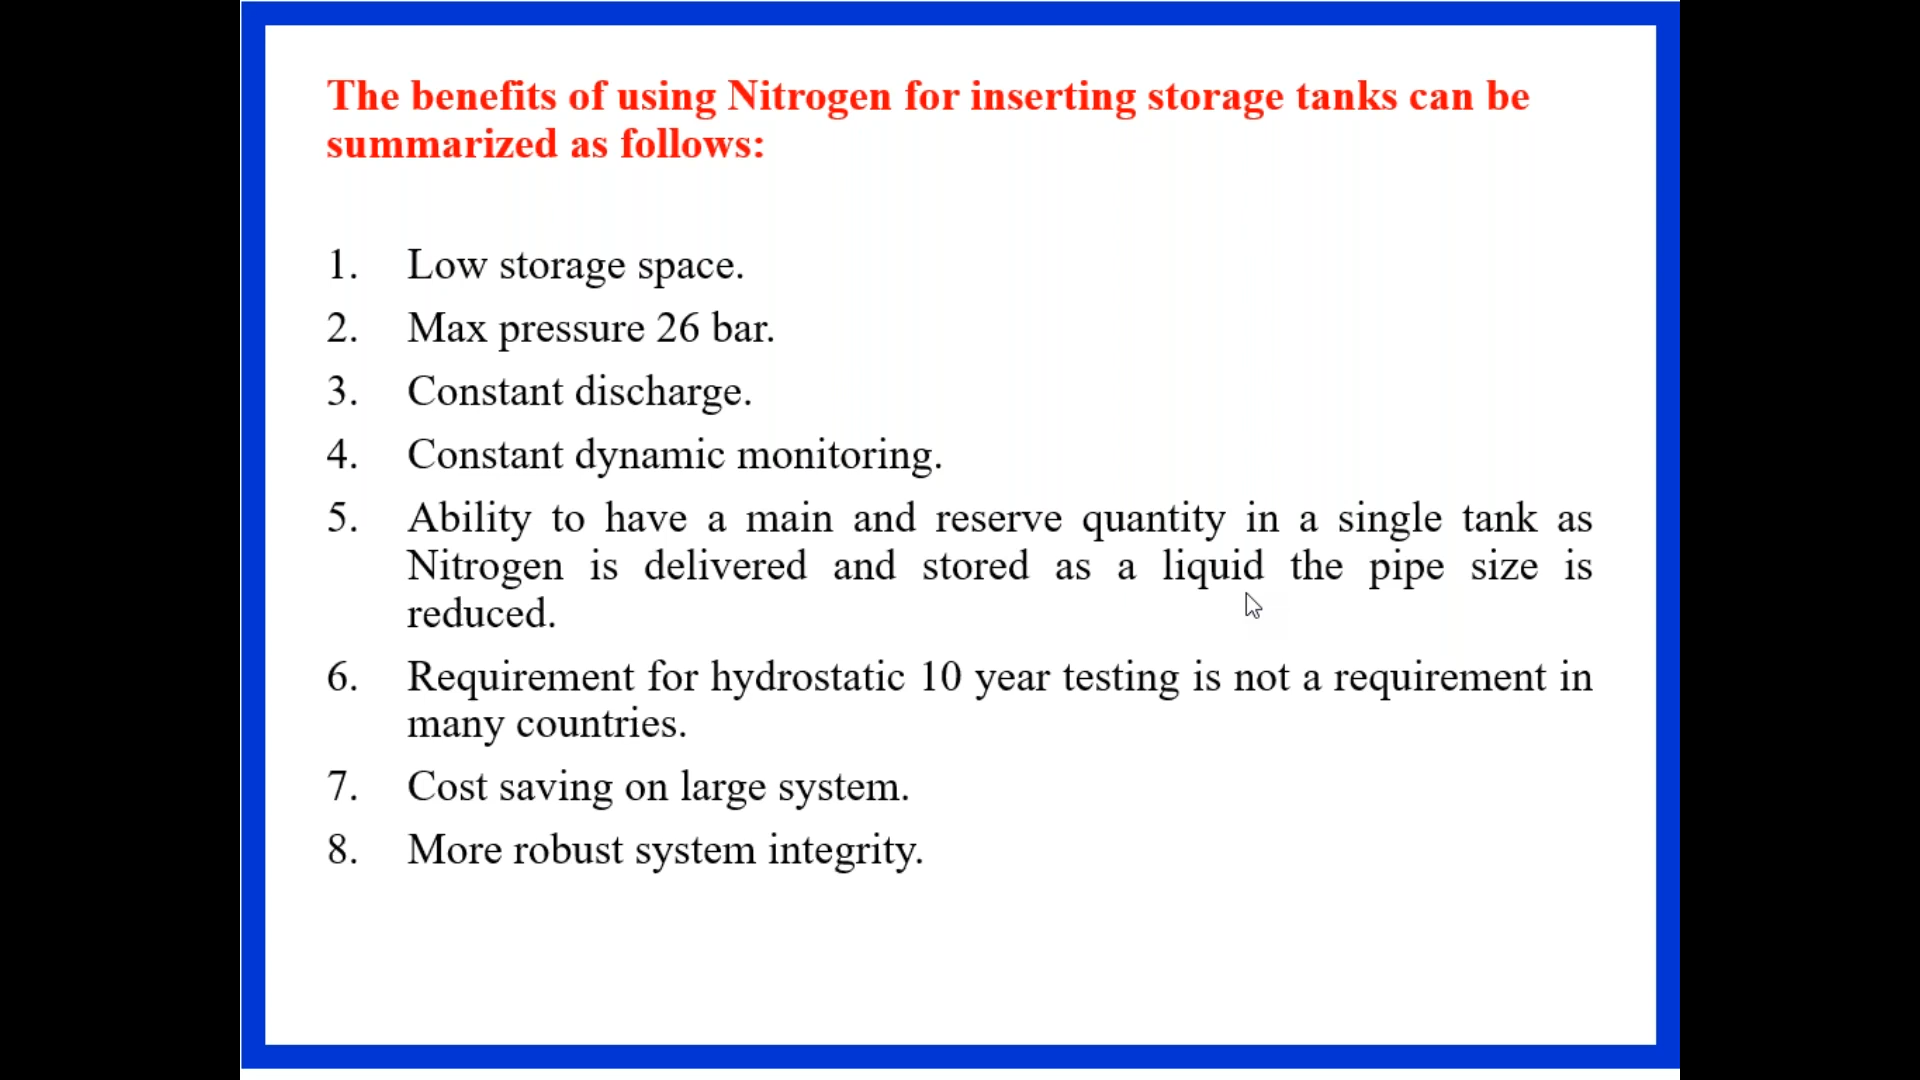 The benefits of using Nitrogen for inserting storage tanks can be
summarized as follows:
1. Low storage space.
2. Max pressure 26 bar.
3. Constant discharge.
4. Constant dynamic monitoring.
5. Ability to have a main and reserve quantity in a single tank as
Nitrogen is delivered and stored as a liquid the pipe size is
reduced.
6. Requirement for hydrostatic 10 year testing is not a requirement in
many countries.
7. Cost saving on large system.
8. More robust system integrity.